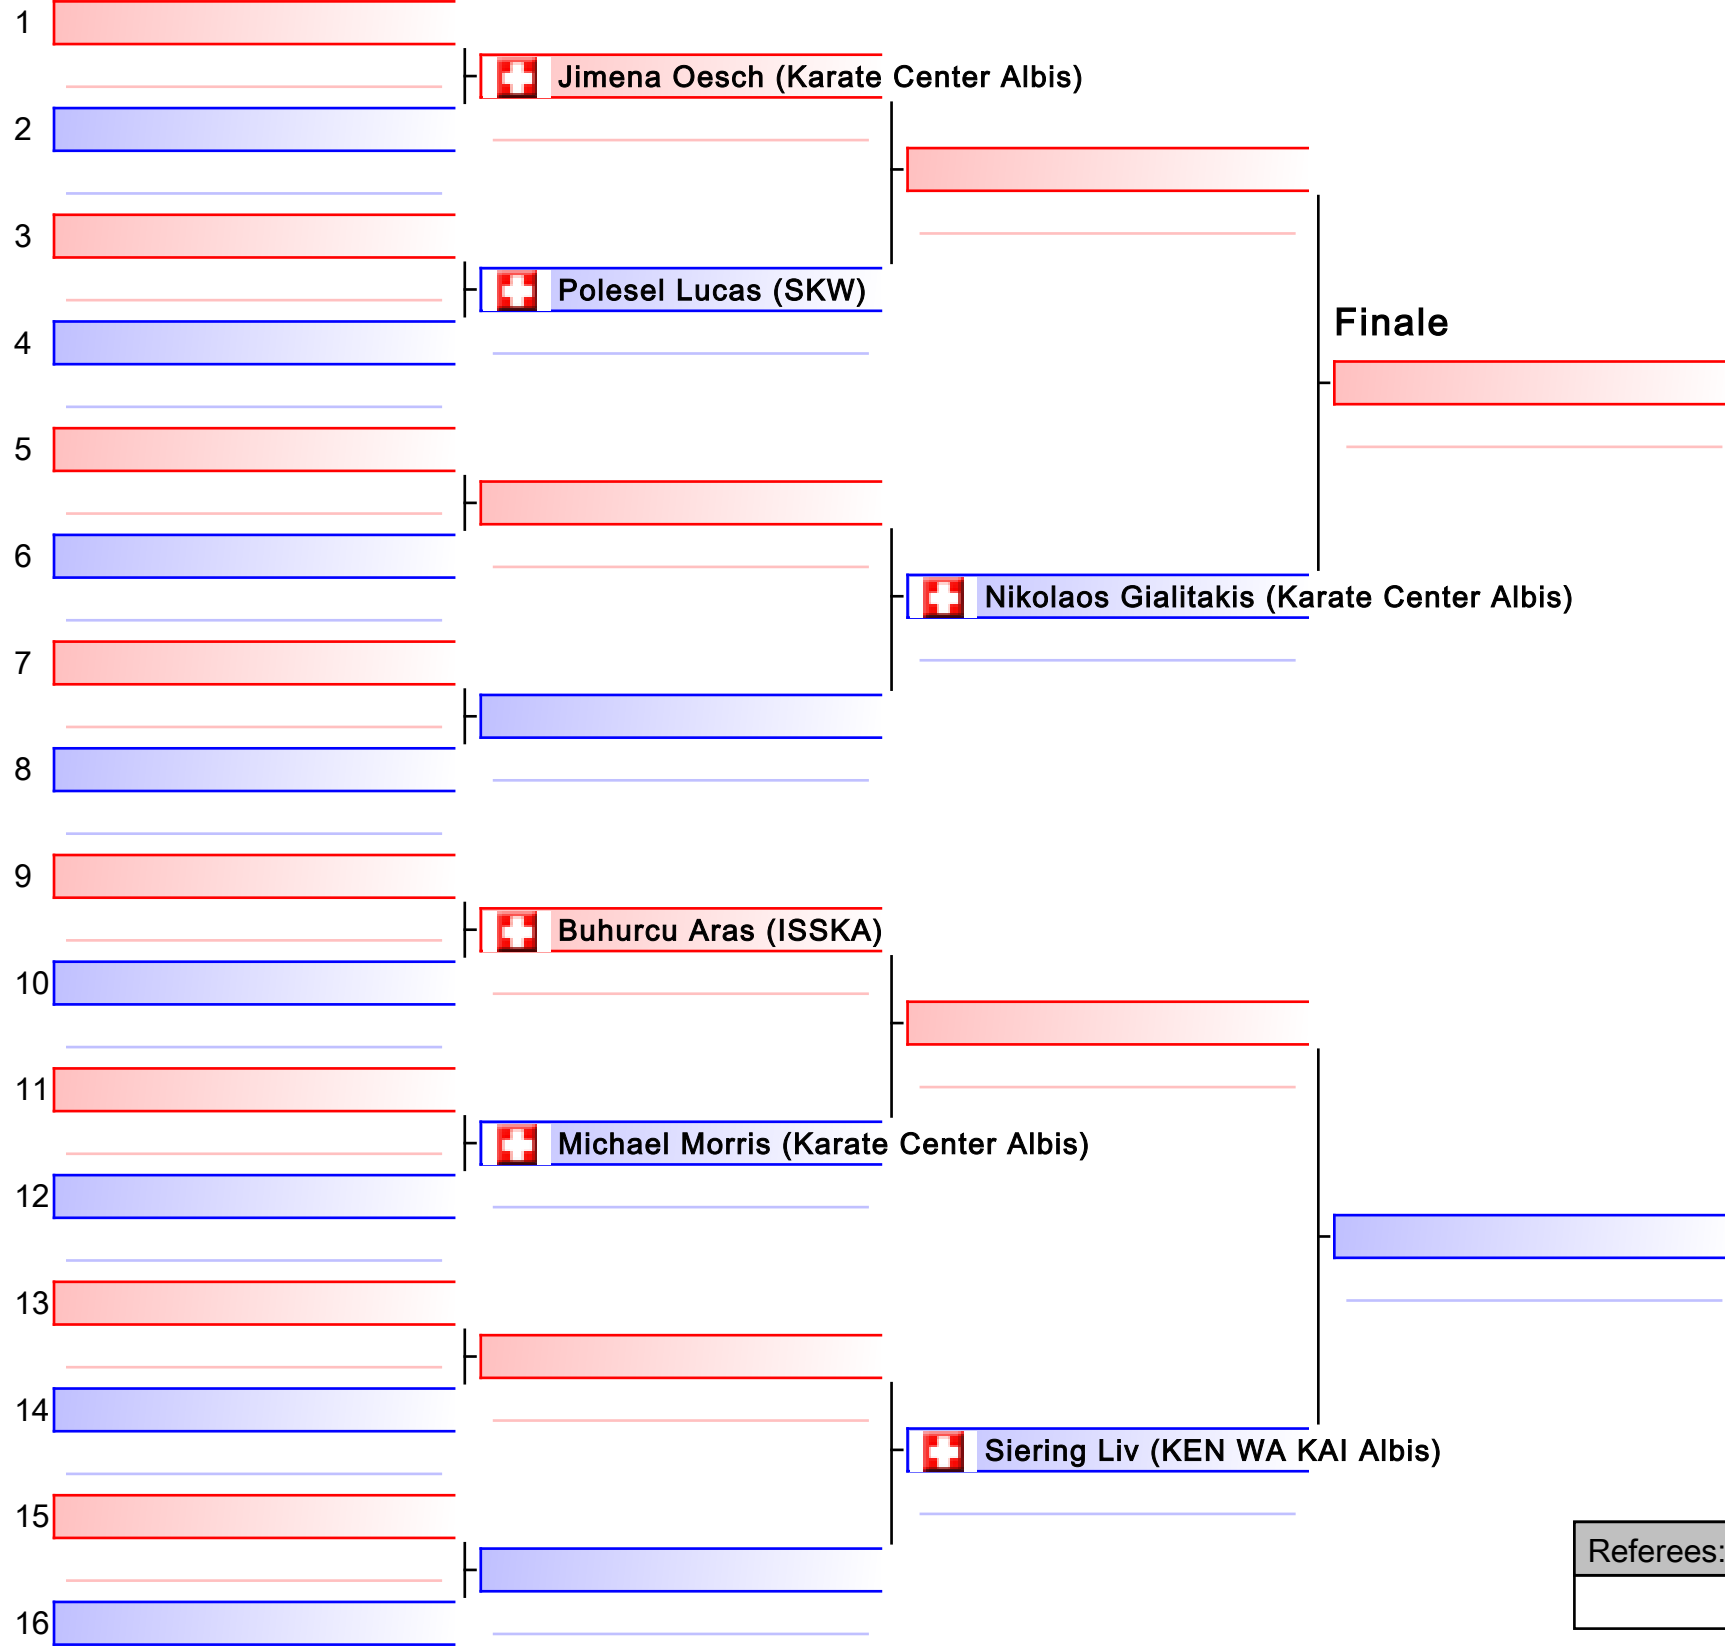 1
Jimena Oesch (Karate Center Albis)
2
3
Polesel Lucas (SKW)
Finale
4
5
6
Nikolaos Gialitakis (Karate Center Albis)
7
8
9
Buhurcu Aras (ISSKA)
10
11
Michael Morris (Karate Center Albis)
12
13
14
Siering Liv (KEN WA KAI Albis)
15
Referees:
16